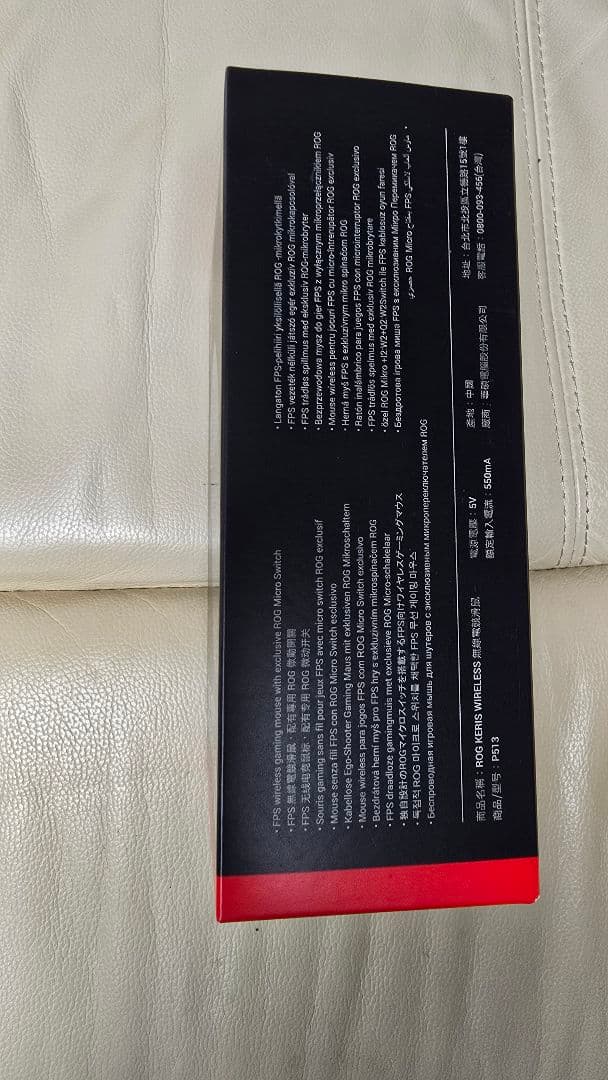 • FPS wireless gaming mouse with exclusive ROG Micro Switch
• FPS 無線電競滑鼠，配有專用 ROG 微動開關
• FPS 无线电竞鼠标，配有专用 ROG 微动开关
• Souris gaming sans fil pour jeux FPS avec micro switch ROG exclusif
• Mouse senza fili FPS con ROG Micro Switch esclusivo
• Kabellose Ego-Shooter Gaming Maus mit exklusiven ROG Mikroschaltern
• Mouse wireless para jogos FPS com ROG Micro Switch exclusivo
• Bezdrátová herní myš pro FPS hry s exkluzivním mikrospínačem ROG
• FPS draadloze gamingmuis met exclusieve ROG Micro-schakelaar
• 独自設計のROGマイクロスイッチを搭載するFPS向けワイヤレスゲーミングマウス
• 독점적 ROG 마이크로 스위치를 채택한 FPS 무선 게이밍 마우스
• Беспроводная игровая мышь для шутеров с эксклюзивным микропереключателем ROG
• Langaton FPS-pelihiiri yksilöllisellä ROG -mikrokytkimellä
• FPS vezeték nélküli játszó egér exkluzív ROG mikrokapcsolóval
• FPS trådløs spillmus med eksklusiv ROG-mikrobryter
• Bezprzewodowa mysz do gier FPS z wyłącznym mikroprzełącznikiem ROG
• Mouse wireless pentru jocuri FPS cu micro-întrerupător ROG exclusiv
• Herná myš FPS s exkluzívnym mikro spínačom ROG
• Ratón inalámbrico para juegos FPS con microinterruptor ROG exclusivo
• FPS trådlös spelmus med exklusiv ROG mikrobrytare
• özel ROG Mikro +I2:W2+Q2:W2Switch ile FPS kablosuz oyun faresi
• Бездротова ігрова миша FPS з ексклюзивним Мікро Перемикачем ROG
• ماوس ألعاب لاسلكي FPS بمفتاح ROG Micro حصري
商品名稱：ROG KERIS WIRELESS 無線電競滑鼠
商品/型号：P513
電源電壓：5V
額定輸入電流：550mA
產地：中國
廠商：華碩電腦股份有限公司
地址：台北市北投區立德路15號1樓
客服電話：0800-093-456(台灣)